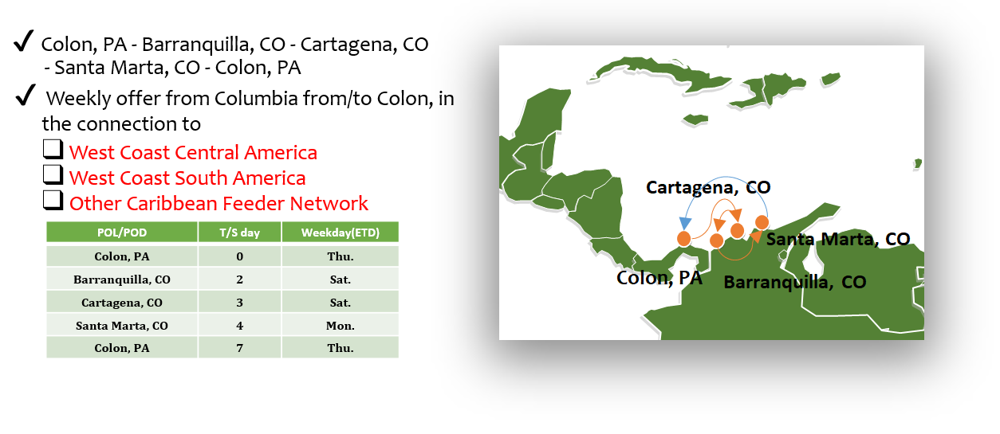 Colon, PA - Barranquilla, CO - Cartagena, CO
- Santa Marta, CO - Colon, PA
Weekly offer from Columbia from/to Colon, in
the connection to
West Coast Central America
West Coast South America
Other Caribbean Feeder Network
POL/POD T/S day Weekday(ETD)
Colon, PA 0 Thu.
Barranquilla, CO 2 Sat.
Cartagena, CO 3 Sat.
Santa Marta, CO 4 Mon.
Colon, PA 7 Thu.
Cartagena, CO
Santa Marta, CO
Colon, PA
Barranquilla, CO